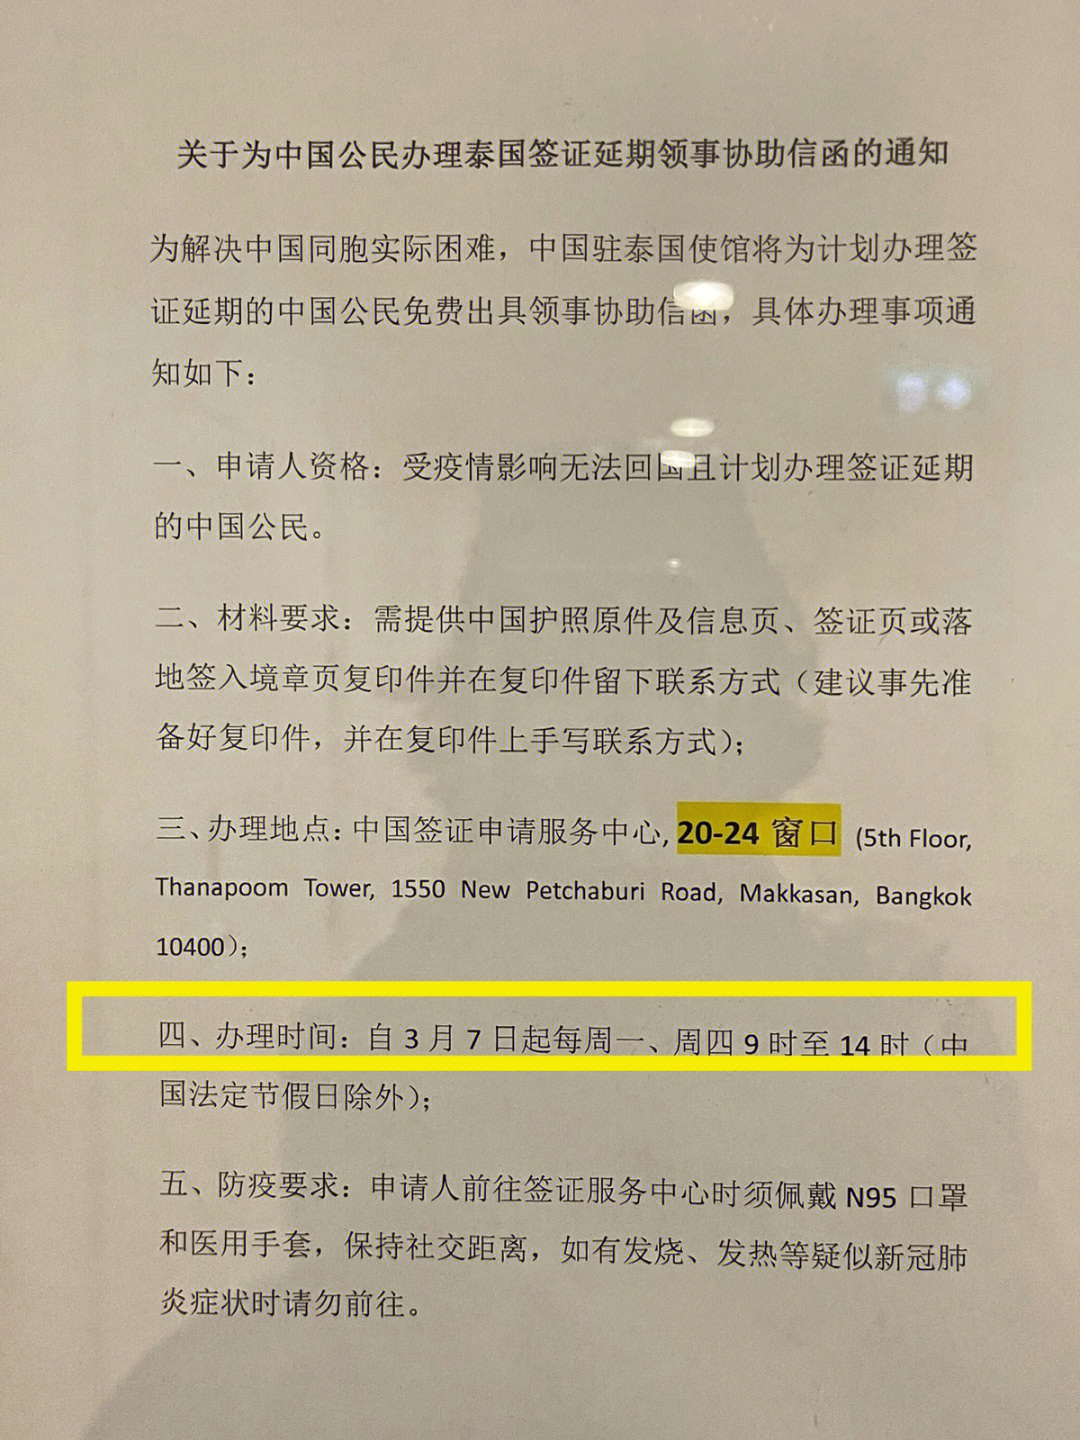 关于为中国公民办理泰国签证延期领事协助信函的通知
为解决中国同胞实际困难，中国驻泰国使馆将为计划办理签
证延期的中国公民免费出具领事协助信函，具体办理事项通
知如下：
一、申请人资格：受疫情影响无法回国且计划办理签证延期
的中国公民。
二、材料要求：需提供中国护照原件及信息页、签证页或落
地签入境章页复印件并在复印件留下联系方式（建议事先准
备好复印件，并在复印件上手写联系方式）；
三、办理地点：中国签证申请服务中心, 20-24 窗口 (5th Floor,
Thanapoom Tower, 1550 New Petchaburi Road, Makkasan, Bangkok
10400）；
四、办理时间：自 3 月 7 日起每周一、周四 9 时至 14 时（中
国法定节假日除外）；
五、防疫要求：申请人前往签证服务中心时须佩戴 N95 口罩
和医用手套，保持社交距离，如有发烧、发热等疑似新冠肺
炎症状时请勿前往。